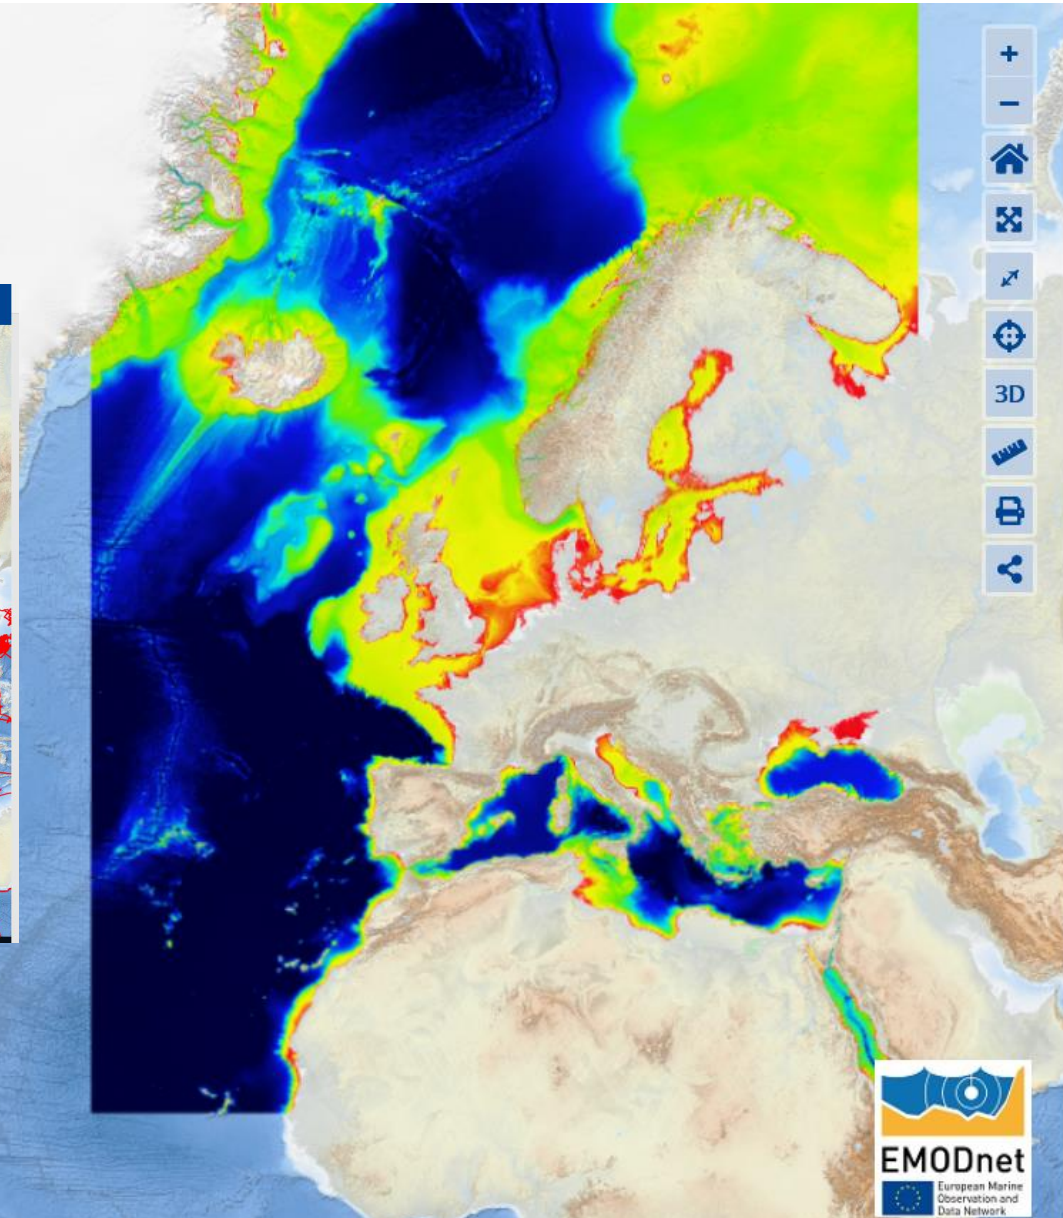 +
−
3D
EMODnet
European Marine
Observation and
Data Network